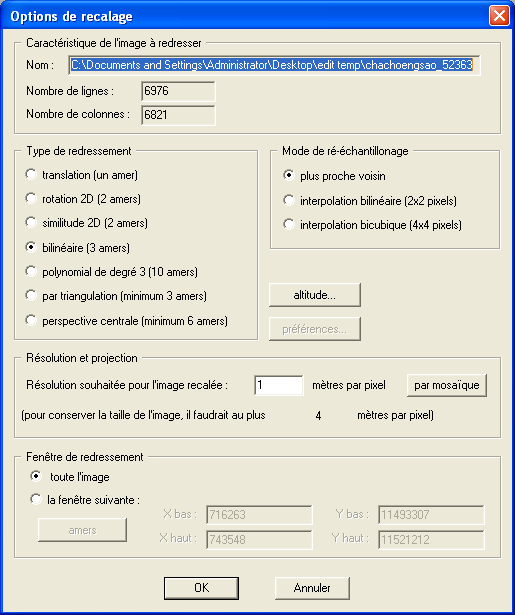 Options de recalage
Caractéristique de l'image à redresser
Nom : C:\Documents and Settings\Administrator\Desktop\edit temp\chachoengsao_52363
Nombre de lignes : 6976
Nombre de colonnes : 6821
Type de redressement
translation (un amer)
rotation 2D (2 amers)
similitude 2D (2 amers)
bilinéaire (3 amers)
polynomial de degré 3 (10 amers)
par triangulation (minimum 3 amers)
perspective centrale (minimum 6 amers)
Mode de ré-échantillonage
plus proche voisin
interpolation bilinéaire (2x2 pixels)
interpolation bicubique (4x4 pixels)
altitude...
préférences...
Résolution et projection
Résolution souhaitée pour l'image recalée : 1 mètres par pixel par mosaïque
(pour conserver la taille de l'image, il faudrait au plus 4 mètres par pixel)
Fenêtre de redressement
toute l'image
la fenêtre suivante :
amers
X bas : 716263 Y bas : 11493307
X haut : 743548 Y haut : 11521212
OK Annuler